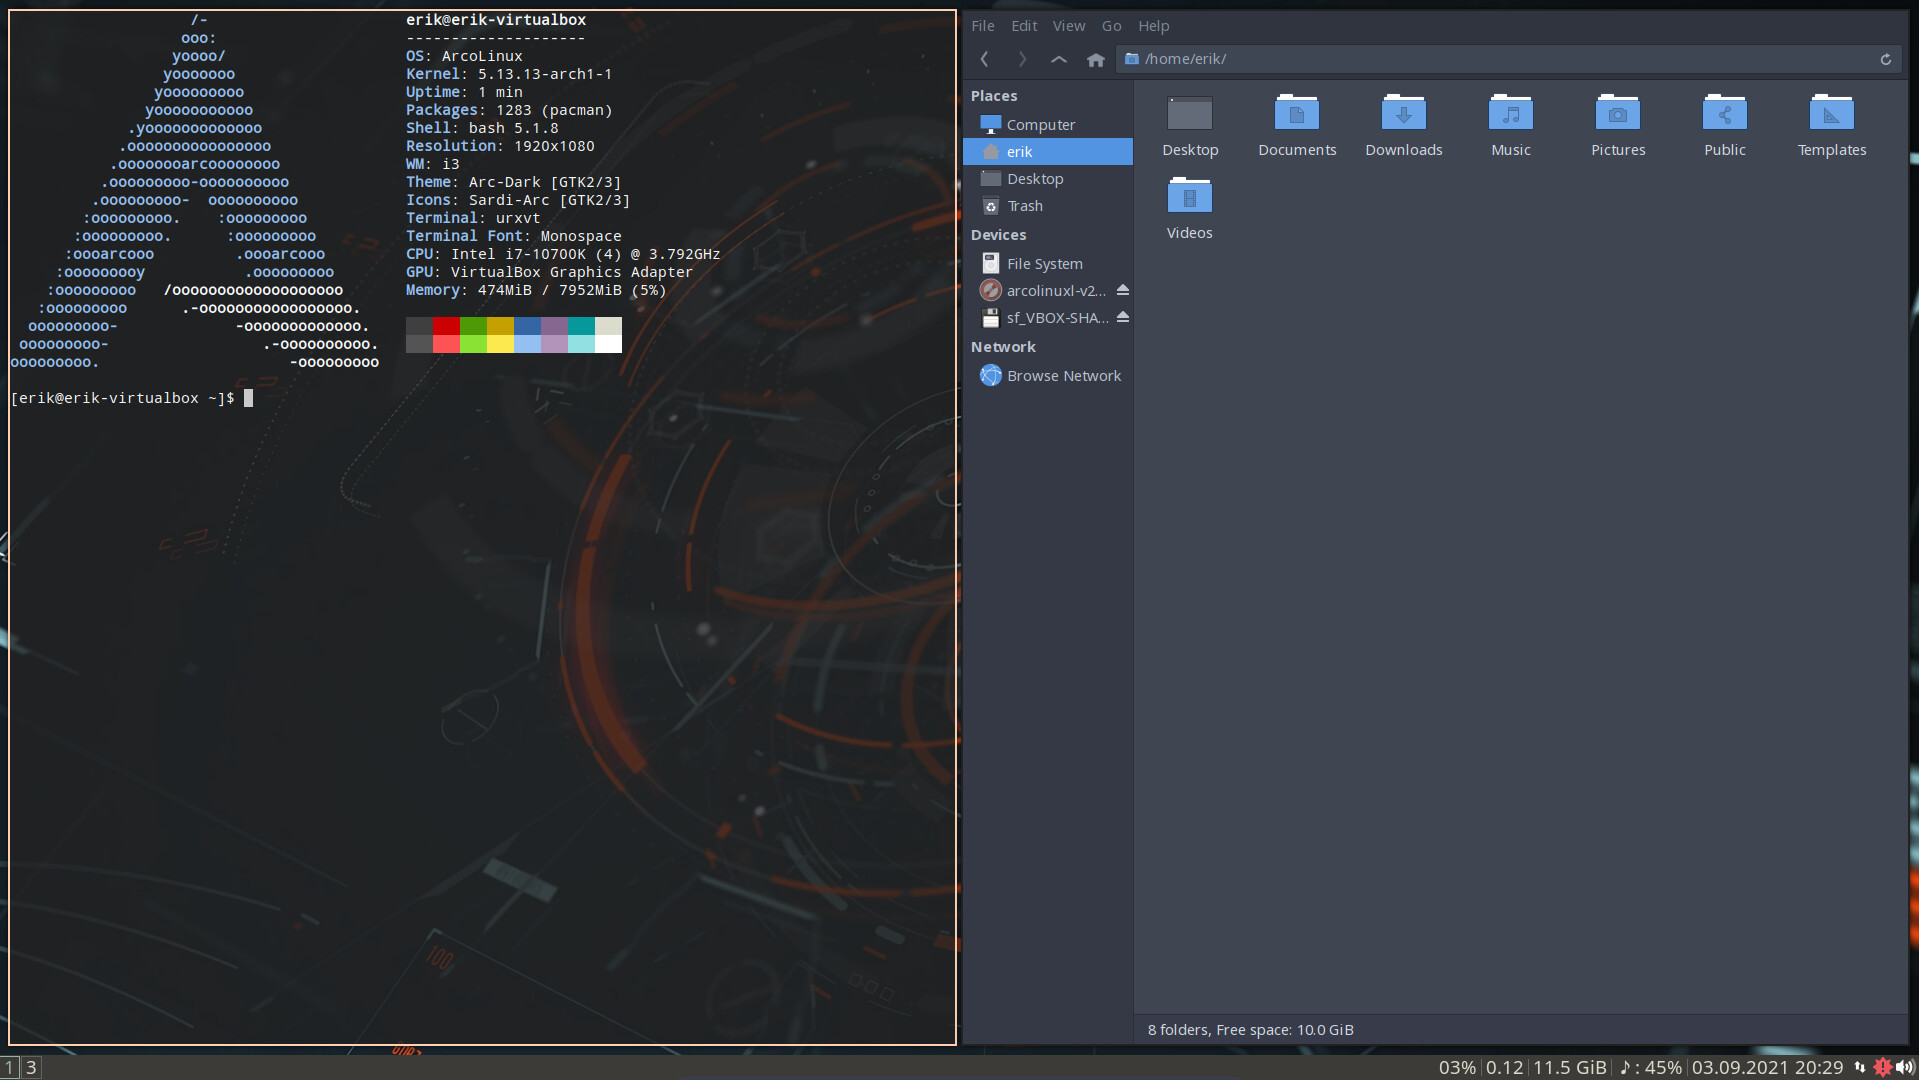 /-
ooo:
yoooo/
yooooooo
yooooooooo
yooooooooooo
.yooooooooooooo
.oooooooooooooooo
.oooooooarcoooooooo
.ooooooooo-oooooooooo
.ooooooooo-  oooooooooo
:ooooooooo.    :ooooooooo
:ooooooooo.      :ooooooooo
:oooarcooo         .oooarcooo
:ooooooooy           .ooooooooo
:ooooooooo   /ooooooooooooooooooo
:ooooooooo      .-ooooooooooooooooo.
ooooooooo-             -ooooooooooooo.
ooooooooo-                 .-oooooooooo.
ooooooooo.                     -ooooooooo
erik@erik-virtualbox
--------------------
OS: ArcoLinux
Kernel: 5.13.13-arch1-1
Uptime: 1 min
Packages: 1283 (pacman)
Shell: bash 5.1.8
Resolution: 1920x1080
WM: i3
Theme: Arc-Dark [GTK2/3]
Icons: Sardi-Arc [GTK2/3]
Terminal: urxvt
Terminal Font: Monospace
CPU: Intel i7-10700K (4) @ 3.792GHz
GPU: VirtualBox Graphics Adapter
Memory: 474MiB / 7952MiB (5%)
[erik@erik-virtualbox ~]$
100
File Edit View Go Help
/home/erik/
Places
Computer
erik
Desktop
Trash
Devices
File System
arcolinuxl-v2...
sf_VBOX-SHA...
Network
Browse Network
Desktop Documents Downloads Music Pictures Public Templates
Videos
8 folders, Free space: 10.0 GiB
1 3
03% 0.12 11.5 GiB ♪: 45% 03.09.2021 20:29